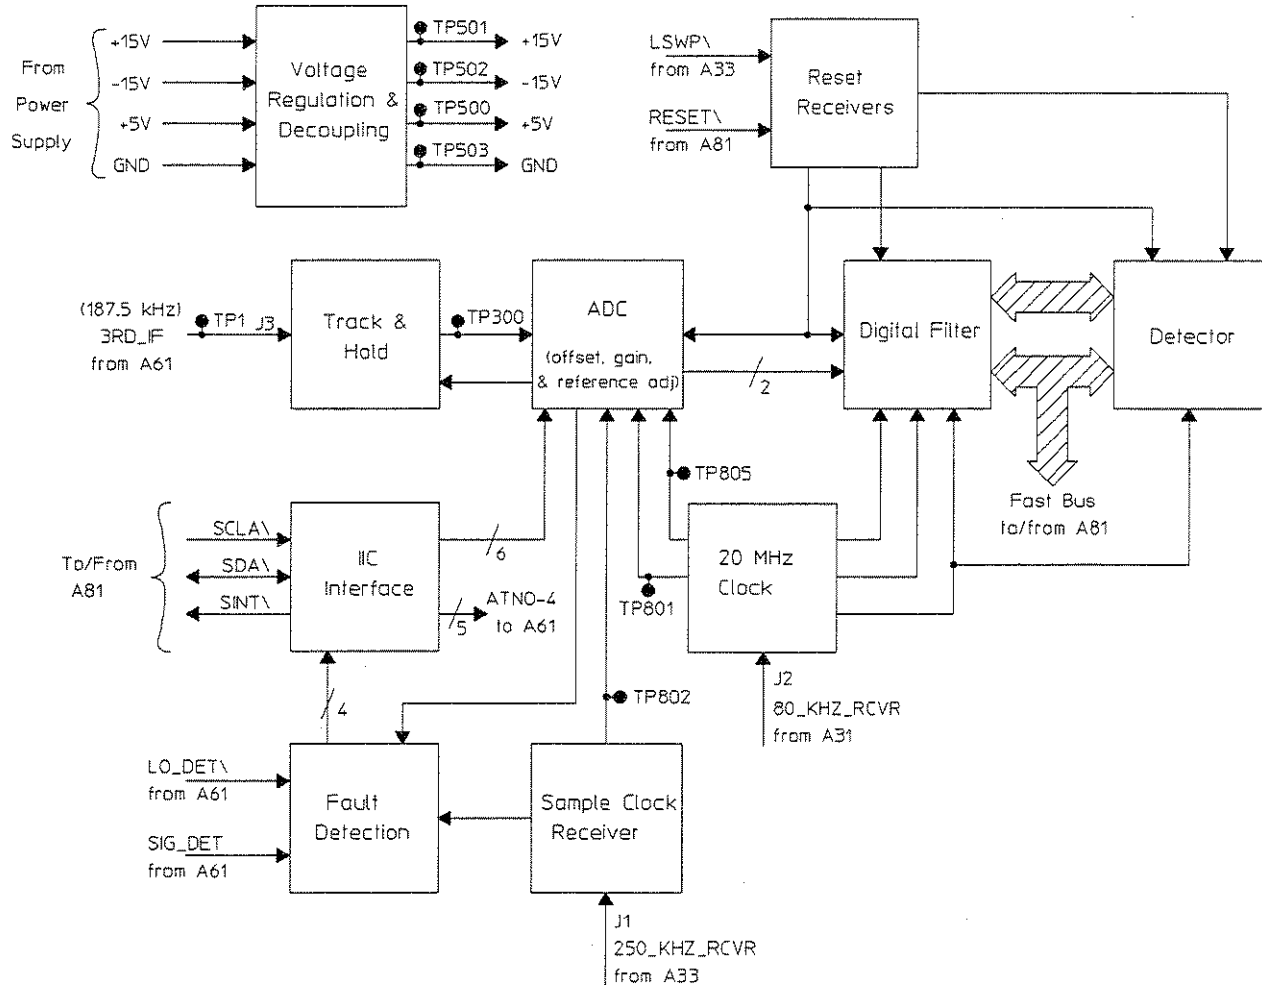 From
Power
Supply
+15V
-15V
+5V
GND
Voltage
Regulation &
Decoupling
TP501
TP502
TP500
TP503
+15V
-15V
+5V
GND
LSWP\
from A33
RESET\
from A81
Reset
Receivers
(187.5 kHz)
3RD_IF
from A61
TP1
J3
Track &
Hold
TP300
ADC
(offset, gain,
& reference adj)
2
Digital Filter
Detector
Fast Bus
to/from A81
To/From
A81
SCLA\
SDA\
SINT\
IIC
Interface
6
5
ATN0-4
to A61
TP805
TP801
20 MHz
Clock
J2
80_KHZ_RCVR
from A31
4
TP802
LO_DET\
from A61
SIG_DET
from A61
Fault
Detection
Sample Clock
Receiver
J1
250_KHZ_RCVR
from A33